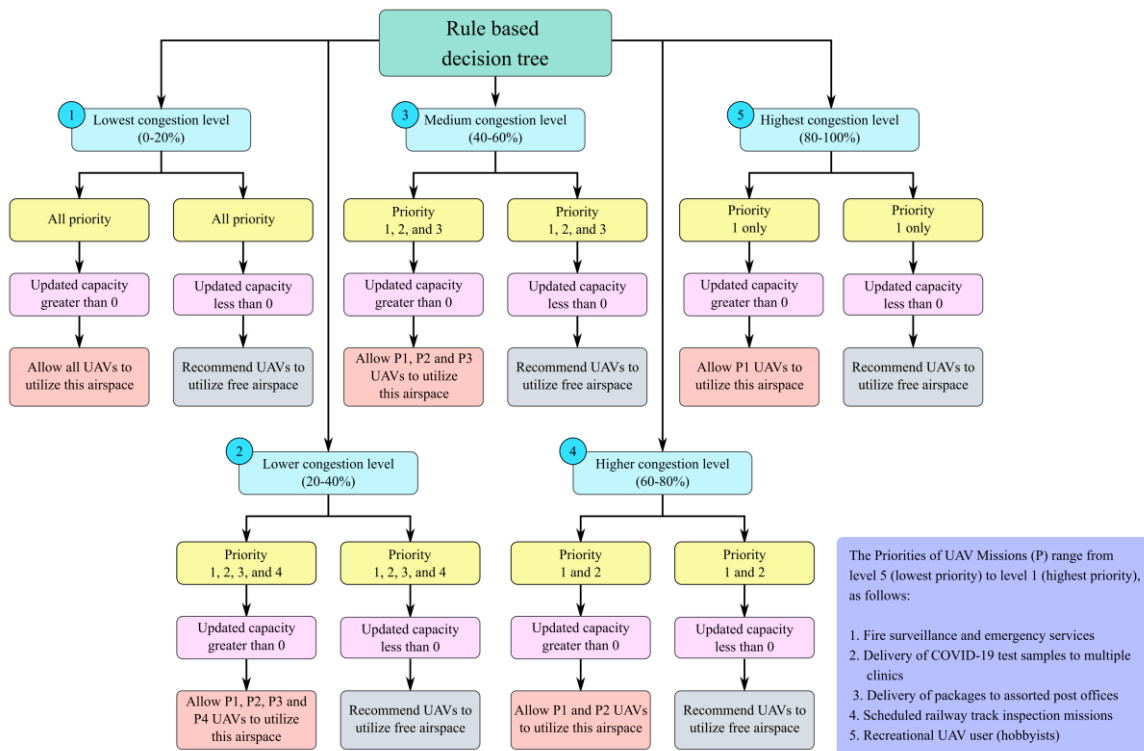 Rule based
decision tree
1
Lowest congestion level
(0-20%)
3
Medium congestion level
(40-60%)
5
Highest congestion level
(80-100%)
All priority
All priority
Priority
1, 2, and 3
Priority
1, 2, and 3
Priority
1 only
Priority
1 only
Updated capacity
greater than 0
Updated capacity
less than 0
Updated capacity
greater than 0
Updated capacity
less than 0
Updated capacity
greater than 0
Updated capacity
less than 0
Allow all UAVs to
utilize this airspace
Recommend UAVs to
utilize free airspace
Allow P1, P2 and P3
UAVs to utilize
this airspace
Recommend UAVs to
utilize free airspace
Allow P1 UAVs to
utilize this airspace
Recommend UAVs to
utilize free airspace
2
Lower congestion level
(20-40%)
4
Higher congestion level
(60-80%)
Priority
1, 2, 3, and 4
Priority
1, 2, 3, and 4
Priority
1 and 2
Priority
1 and 2
Updated capacity
greater than 0
Updated capacity
less than 0
Updated capacity
greater than 0
Updated capacity
less than 0
Allow P1, P2, P3 and
P4 UAVs to utilize
this airspace
Recommend UAVs to
utilize free airspace
Allow P1 and P2 UAVs
to utilize this airspace
Recommend UAVs to
utilize free airspace
The Priorities of UAV Missions (P) range from
level 5 (lowest priority) to level 1 (highest priority),
as follows:
1. Fire surveillance and emergency services
2. Delivery of COVID-19 test samples to multiple
clinics
3. Delivery of packages to assorted post offices
4. Scheduled railway track inspection missions
5. Recreational UAV user (hobbyists)